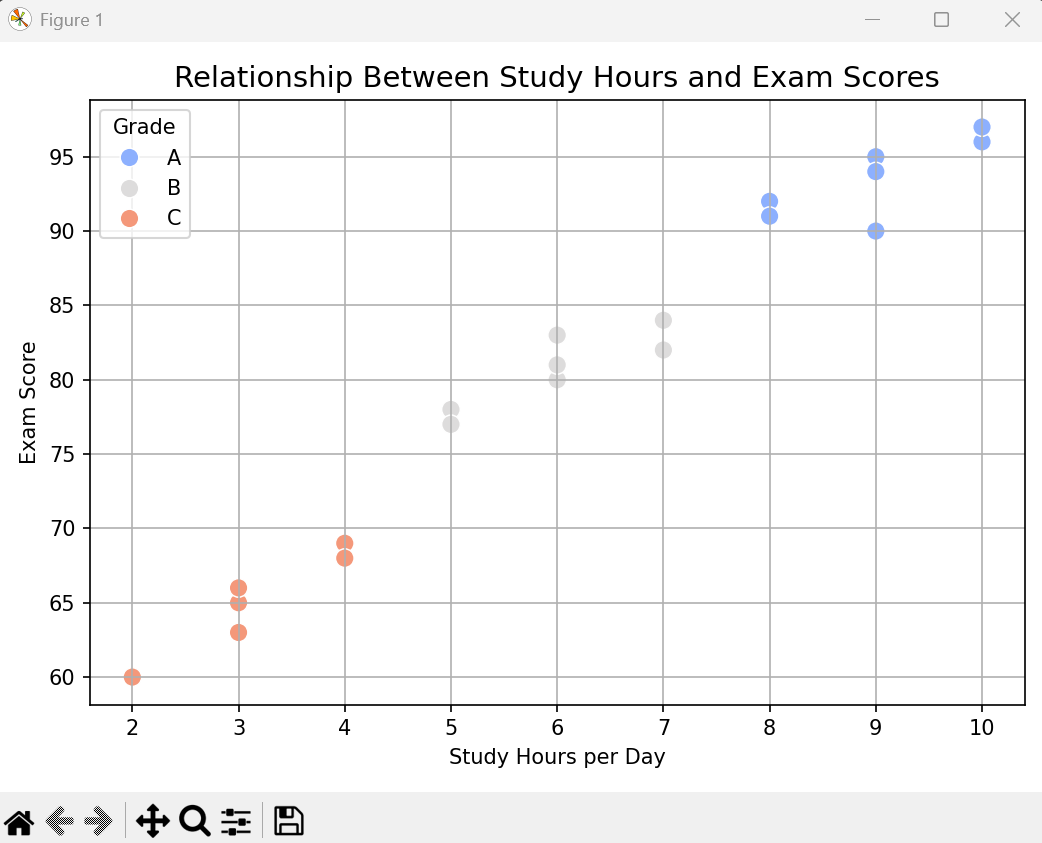 Figure 1
Relationship Between Study Hours and Exam Scores
Grade
A
B
C
95
90
85
80
75
70
65
60
Exam Score
2 3 4 5 6 7 8 9 10
Study Hours per Day